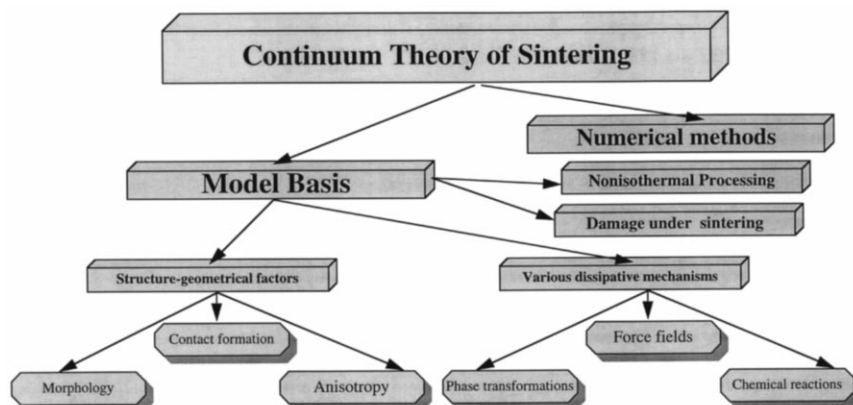 Continuum Theory of Sintering
Numerical methods
Model Basis
Nonisothermal Processing
Damage under sintering
Structure-geometrical factors
Various dissipative mechanisms
Contact formation
Force fields
Morphology
Anisotropy
Phase transformations
Chemical reactions